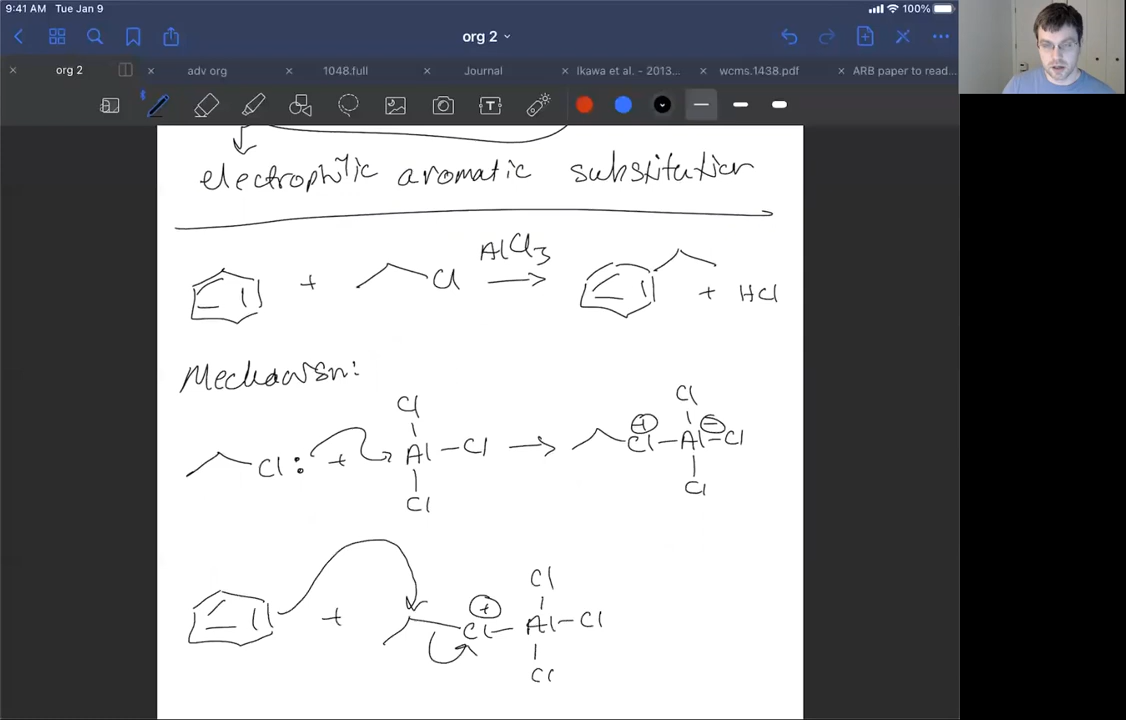 9:41 AM Tue Jan 9
100%
org 2
org 2
adv org
1048.full
Journal
Ikawa et al. - 2013...
wcms.1438.pdf
ARB paper to read...
T
electrophilic aromatic substitution
+ Cl AlCl3 + HCl
Mechanism:
Cl Cl
Cl : + Al - Cl Cl + - Al - Cl
Cl Cl
Cl
+ Cl + - Al - Cl
Cl